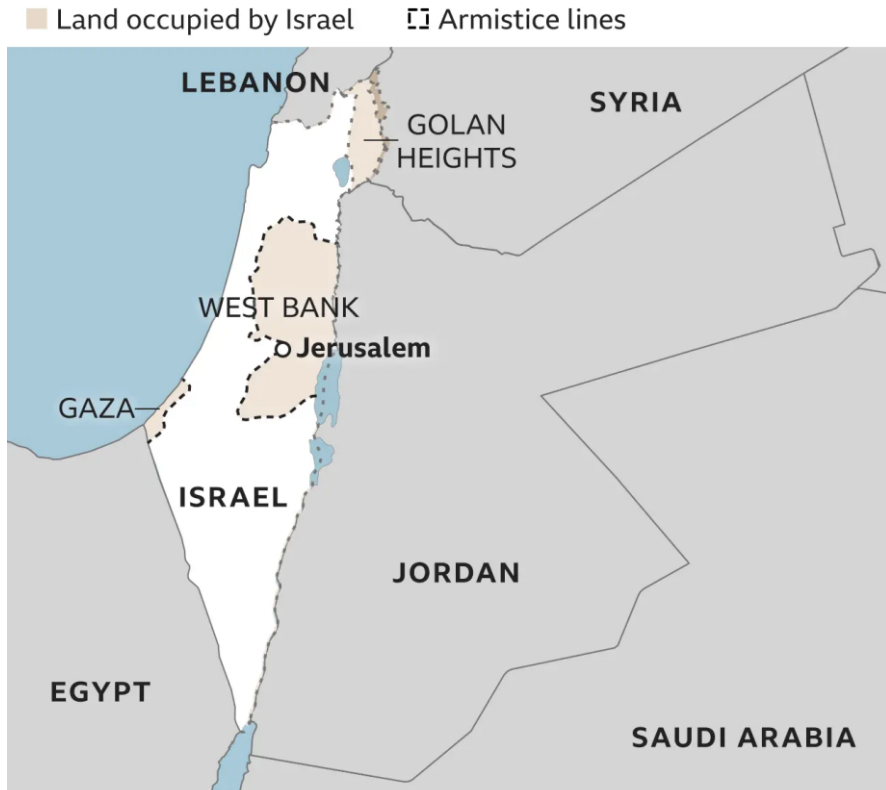 Land occupied by Israel
Armistice lines
LEBANON
SYRIA
GOLAN
HEIGHTS
WEST BANK
Jerusalem
GAZA
ISRAEL
JORDAN
EGYPT
SAUDI ARABIA